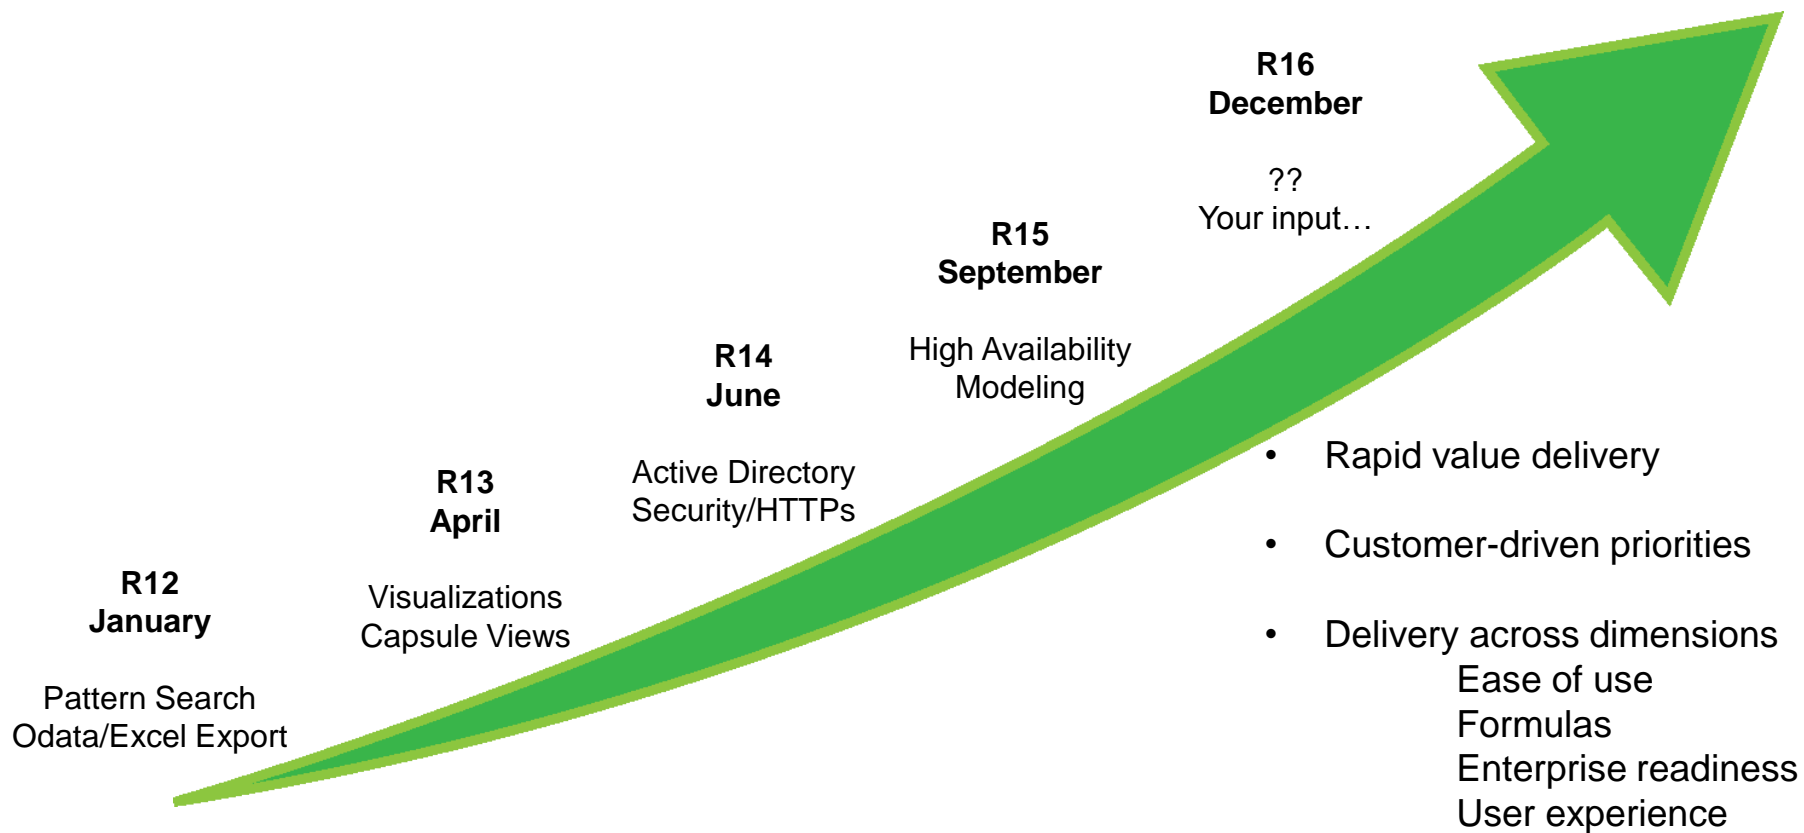 R12
January
Pattern Search
Odata/Excel Export
R13
April
Visualizations
Capsule Views
R14
June
Active Directory
Security/HTTPs
R15
September
High Availability
Modeling
R16
December
??
Your input…
• Rapid value delivery
• Customer-driven priorities
• Delivery across dimensions
Ease of use
Formulas
Enterprise readiness
User experience